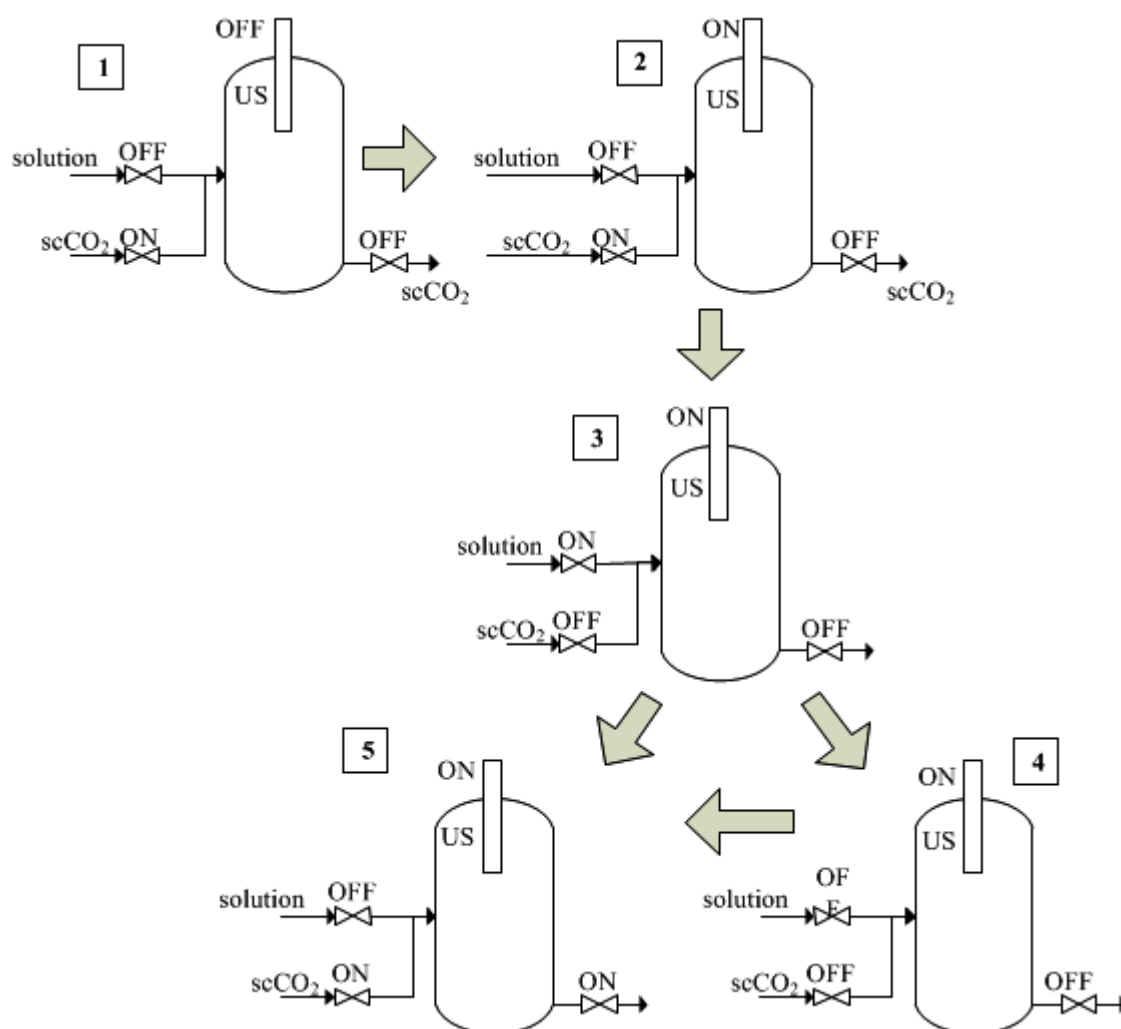 OFF
1
US
solution
OFF
scCO₂
ON
OFF
scCO₂
ON
2
US
solution
OFF
scCO₂
ON
OFF
scCO₂
ON
3
US
solution
ON
scCO₂
OFF
OFF
ON
5
US
solution
OFF
scCO₂
ON
ON
ON
4
US
solution
OF
F
scCO₂
OFF
OFF